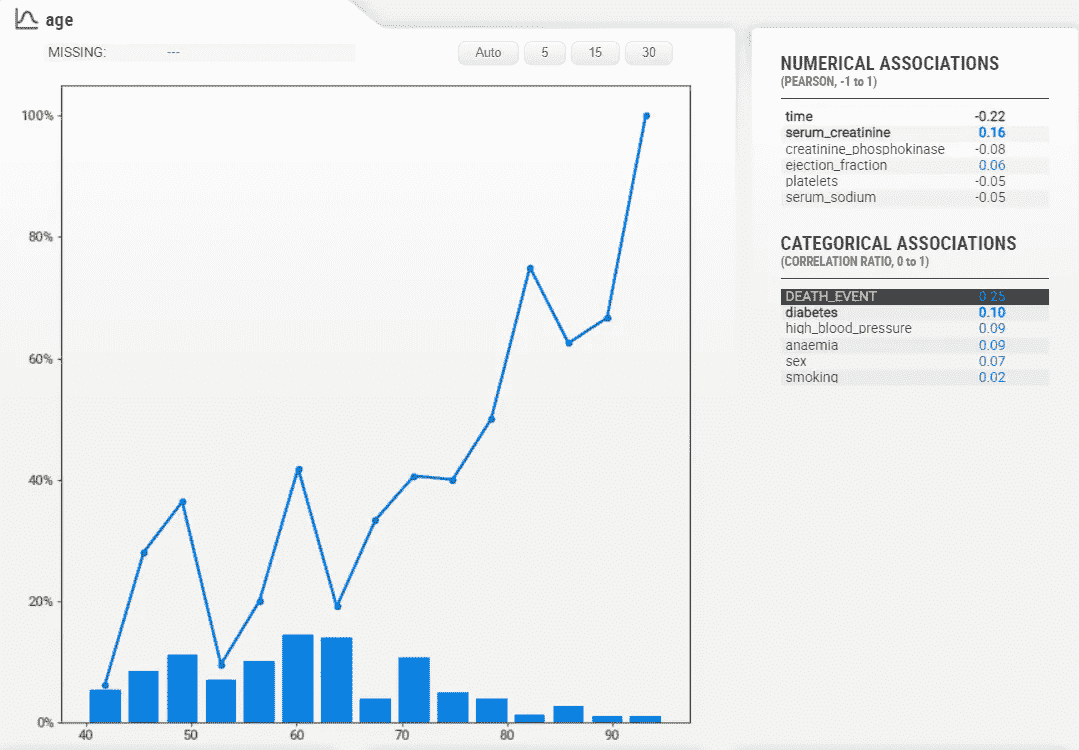 age
MISSING: ---
Auto 5 15 30
100%
80%
60%
40%
20%
0%
40 50 60 70 80 90
NUMERICAL ASSOCIATIONS
(PEARSON, -1 to 1)
time -0.22
serum_creatinine 0.16
creatinine_phosphokinase -0.08
ejection_fraction 0.06
platelets -0.05
serum_sodium -0.05
CATEGORICAL ASSOCIATIONS
(CORRELATION RATIO, 0 to 1)
DEATH_EVENT 0.25
diabetes 0.10
high_blood_pressure 0.09
anaemia 0.09
sex 0.07
smoking 0.02